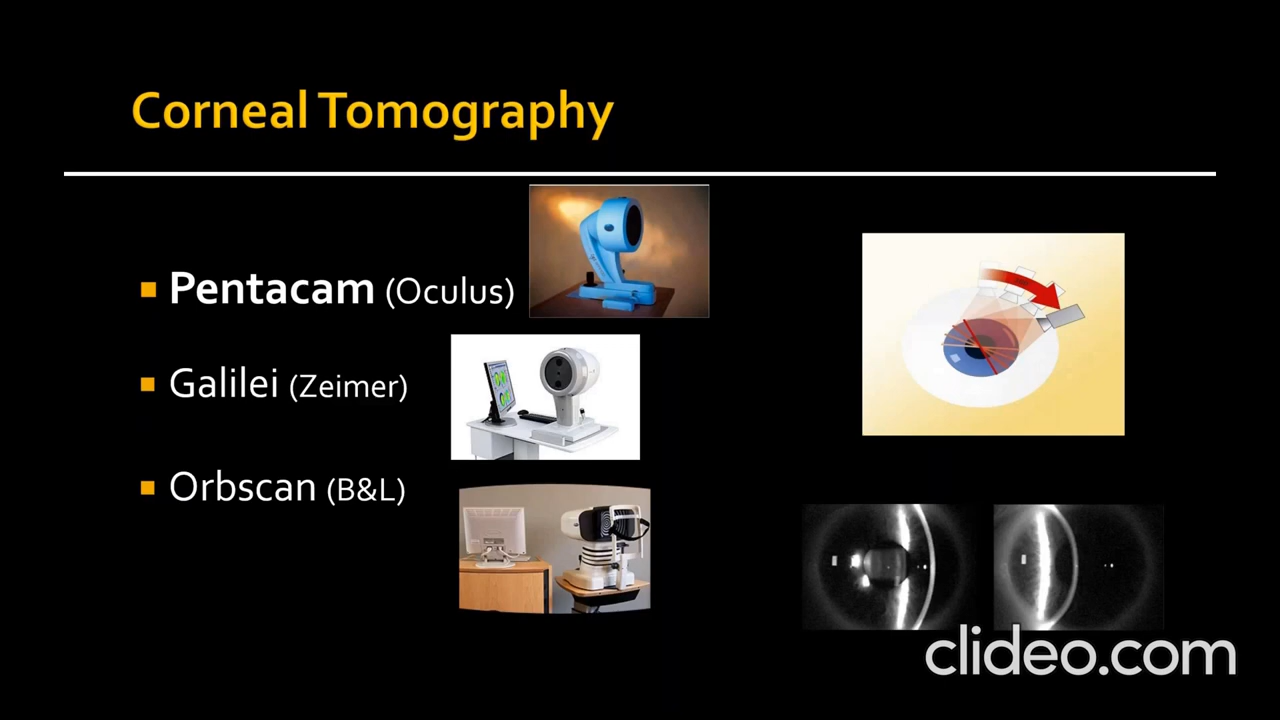 Corneal Tomography
Pentacam (Oculus)
Galilei (Zeimer)
Orbscan (B&L)
clideo.com